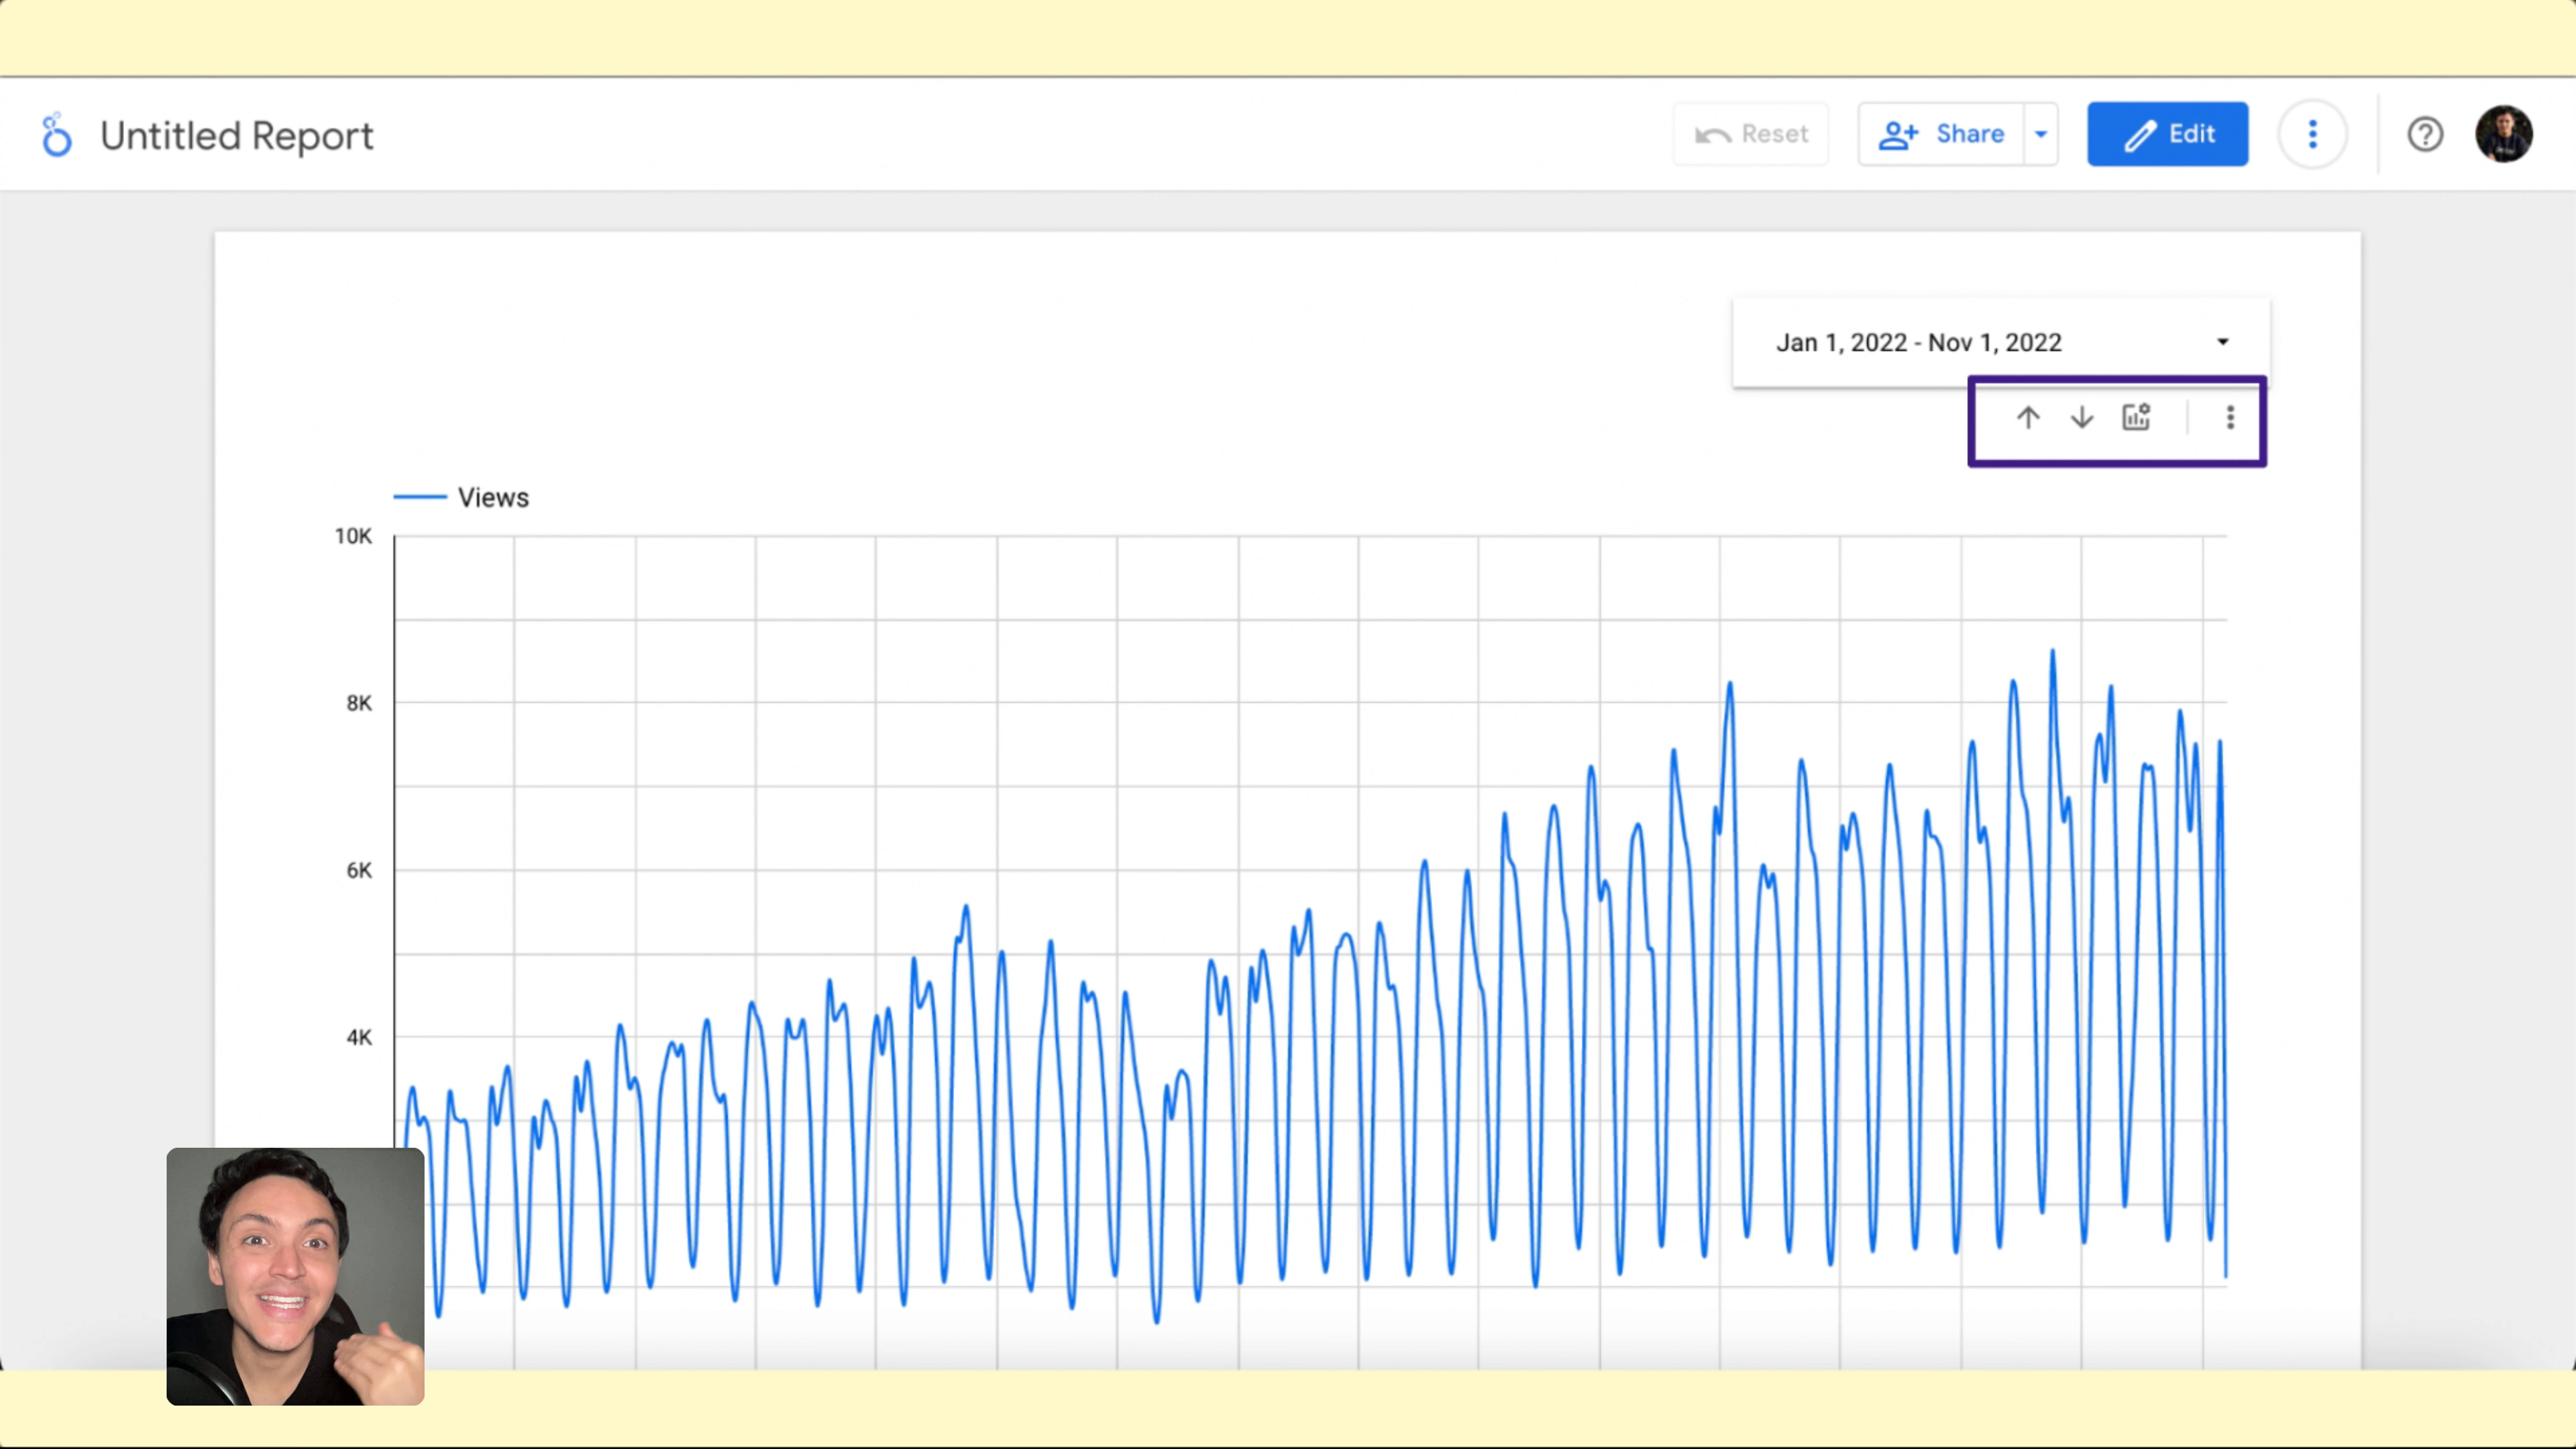 Untitled Report
Reset
Share
Edit
Jan 1, 2022 - Nov 1, 2022
Views
10K
8K
6K
4K